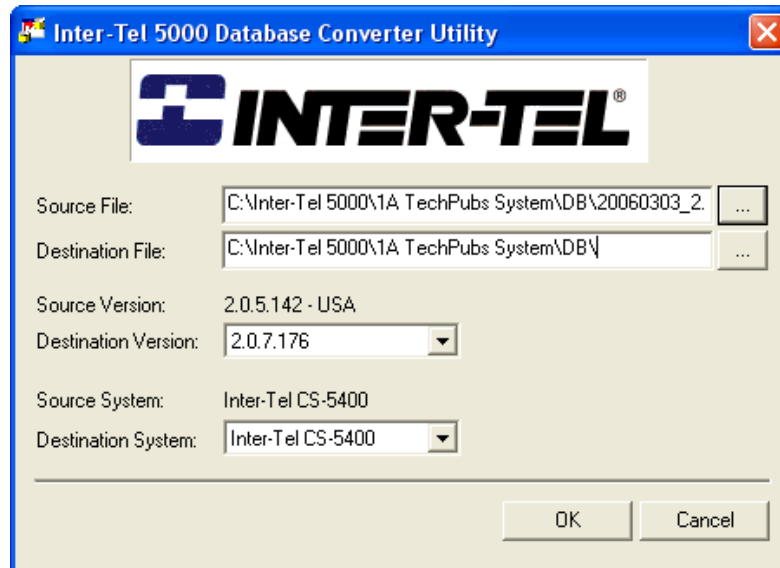 Inter-Tel 5000 Database Converter Utility
INTER-TEL®
Source File: C:\Inter-Tel 5000\1A TechPubs System\DB\20060303_2. ...
Destination File: C:\Inter-Tel 5000\1A TechPubs System\DB\ ...
Source Version: 2.0.5.142 - USA
Destination Version: 2.0.7.176
Source System: Inter-Tel CS-5400
Destination System: Inter-Tel CS-5400
OK Cancel